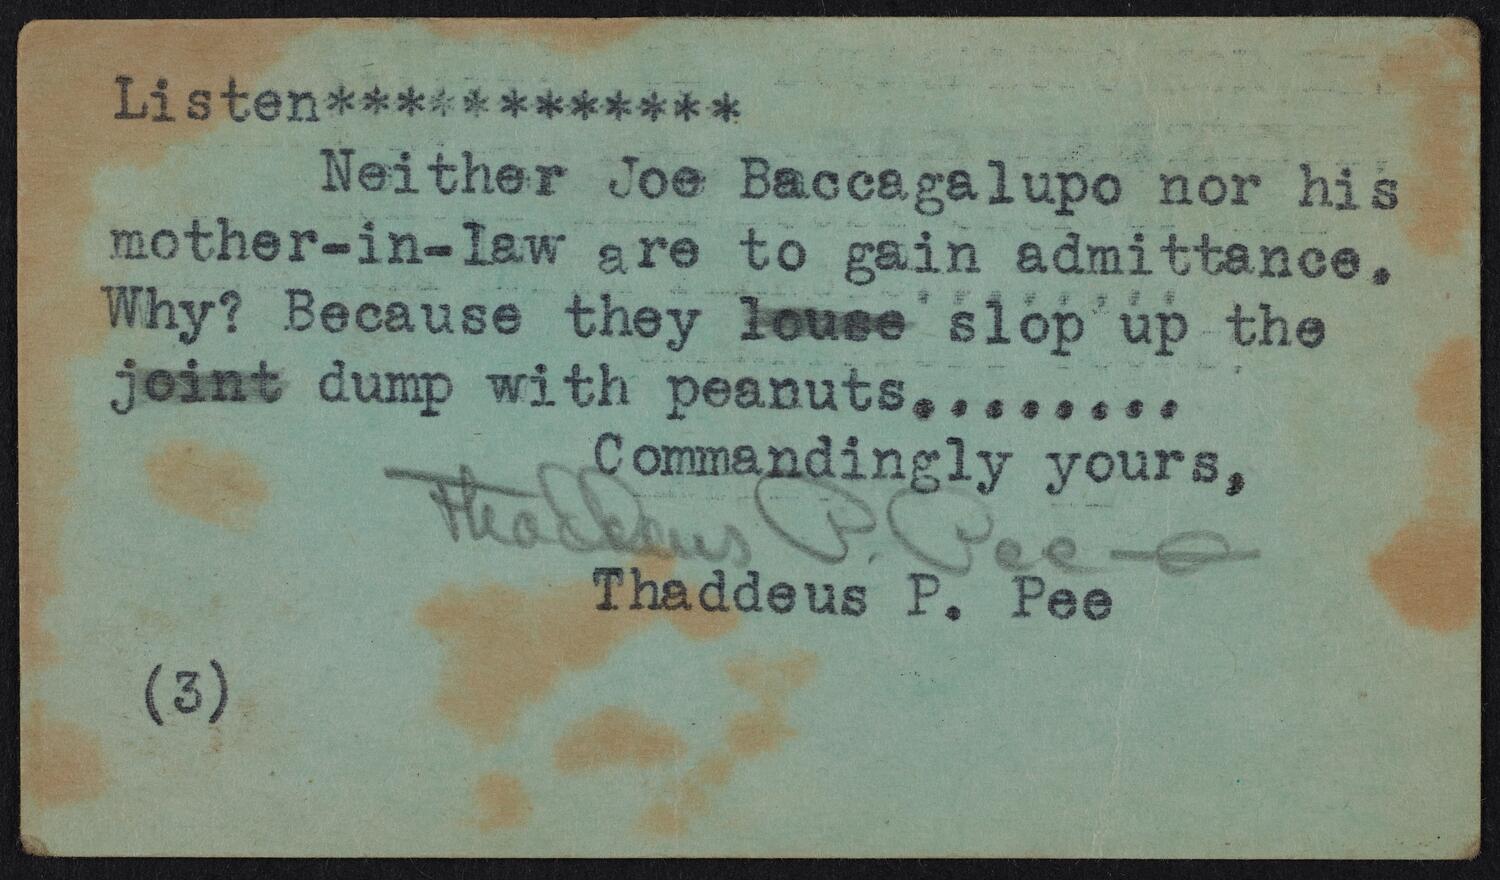 Listen************
Neither Joe Baccagalupo nor his
mother-in-law are to gain admittance.
Why? Because they louse slop up the
joint dump with peanuts........
Commandingly yours,
Thaddeus P. Pee
Thaddeus P. Pee
(3)